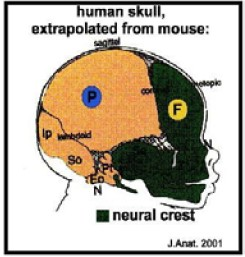 human skull,
extrapolated from mouse:
sagittal
coronal
metopic
P
F
Ip
lambdoid
N
So
Pt
Eo
N
neural crest
J.Anat. 2001